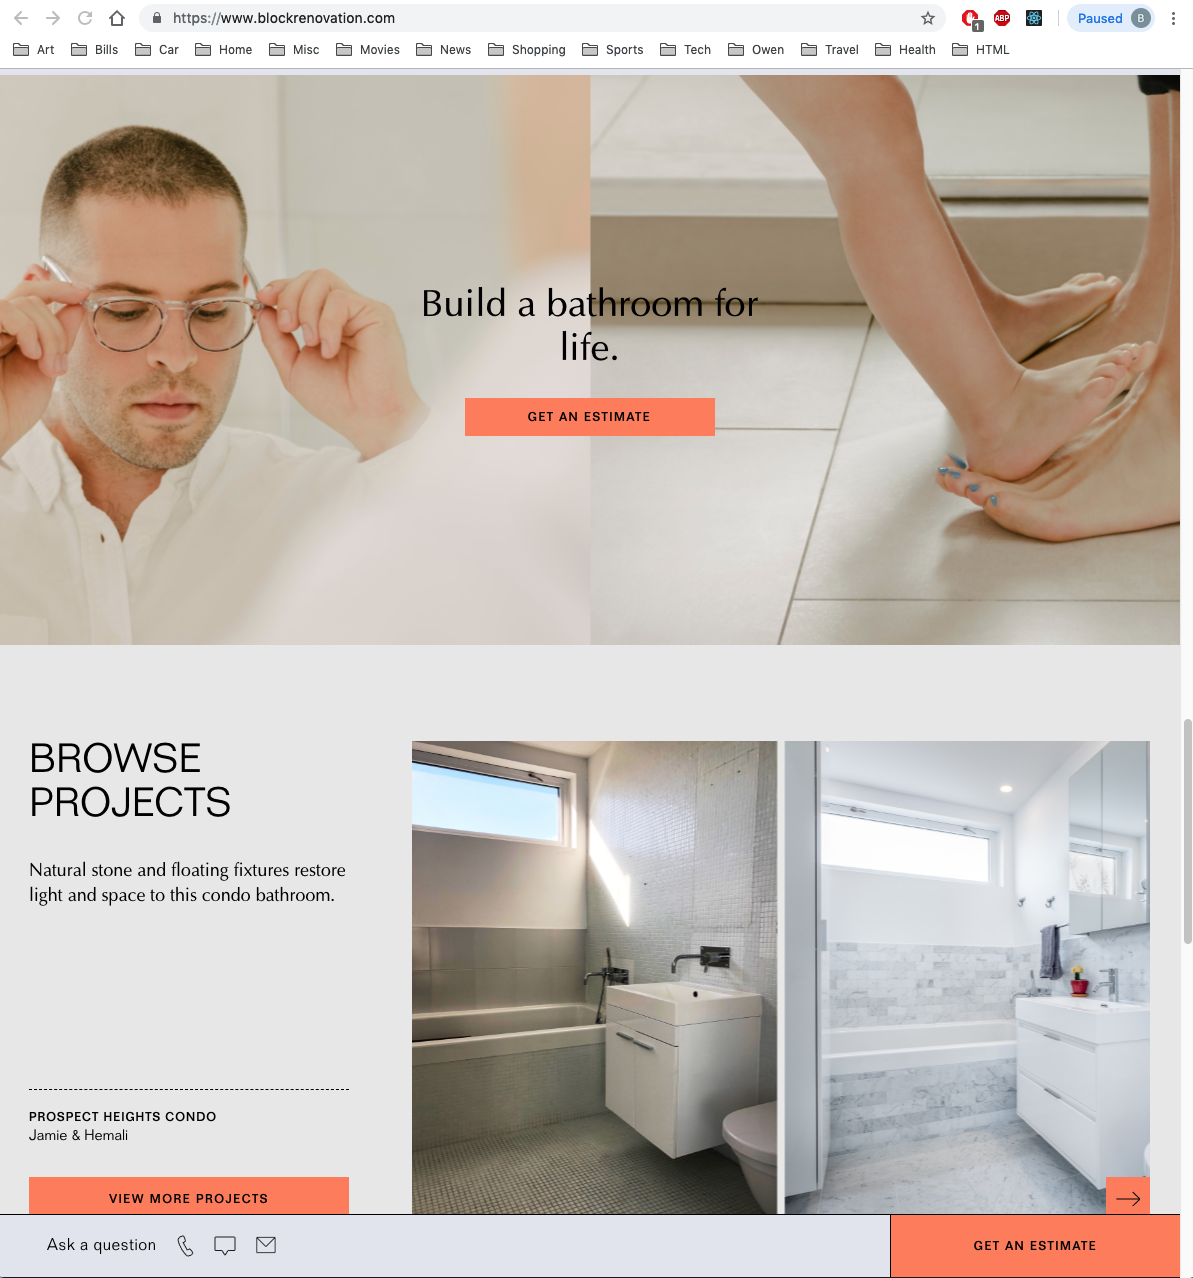 https://www.blockrenovation.com
1
ABP
Paused
B
Art
Bills
Car
Home
Misc
Movies
News
Shopping
Sports
Tech
Owen
Travel
Health
HTML
Build a bathroom for
life.
GET AN ESTIMATE
BROWSE
PROJECTS
Natural stone and floating fixtures restore
light and space to this condo bathroom.
PROSPECT HEIGHTS CONDO
Jamie & Hemali
VIEW MORE PROJECTS
Ask a question
GET AN ESTIMATE